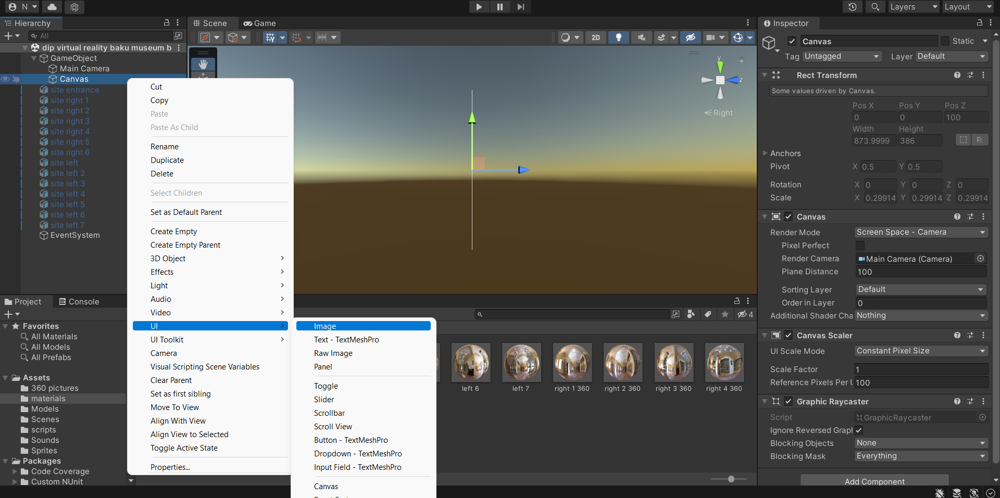 N
Layers
Layout
Hierarchy
All
dip virtual reality baku museum b
GameObject
Main Camera
Canvas
site entrance
site right 1
site right 2
site right 3
site right 4
site right 5
site right 6
site left
site left 2
site left 3
site left 4
site left 5
site left 6
site left 7
EventSystem
Scene
Game
2D
y
z
Right
Cut
Copy
Paste
Paste As Child
Rename
Duplicate
Delete
Select Children
Set as Default Parent
Create Empty
Create Empty Parent
3D Object
Effects
Light
Audio
Video
UI
UI Toolkit
Camera
Visual Scripting Scene Variables
Clear Parent
Set as first sibling
Move To View
Align With View
Align View to Selected
Toggle Active State
Properties...
Image
Text - TextMeshPro
Raw Image
Panel
Toggle
Slider
Scrollbar
Scroll View
Button - TextMeshPro
Dropdown - TextMeshPro
Input Field - TextMeshPro
Canvas
Project
Console
Favorites
All Materials
All Models
All Prefabs
Assets
360 pictures
materials
Models
Scenes
scripts
Sounds
Sprites
Packages
Code Coverage
Custom NUnit
4
left 6
left 7
right 1 360
right 2 360
right 3 360
right 4 360
Inspector
Canvas
Static
Tag Untagged
Layer Default
Rect Transform
Some values driven by Canvas.
Pos X Pos Y Pos Z
0 0 100
Width Height
873.9999 386
R
Anchors
Pivot X 0.5 Y 0.5
Rotation X 0 Y 0 Z 0
Scale X 0.29914 Y 0.29914 Z 0.29914
Canvas
Render Mode Screen Space - Camera
Pixel Perfect
Render Camera Main Camera (Camera)
Plane Distance 100
Sorting Layer Default
Order in Layer 0
Additional Shader Cha Nothing
Canvas Scaler
UI Scale Mode Constant Pixel Size
Scale Factor 1
Reference Pixels Per U 100
Graphic Raycaster
Script GraphicRaycaster
Ignore Reversed Grap
Blocking Objects None
Blocking Mask Everything
Add Component